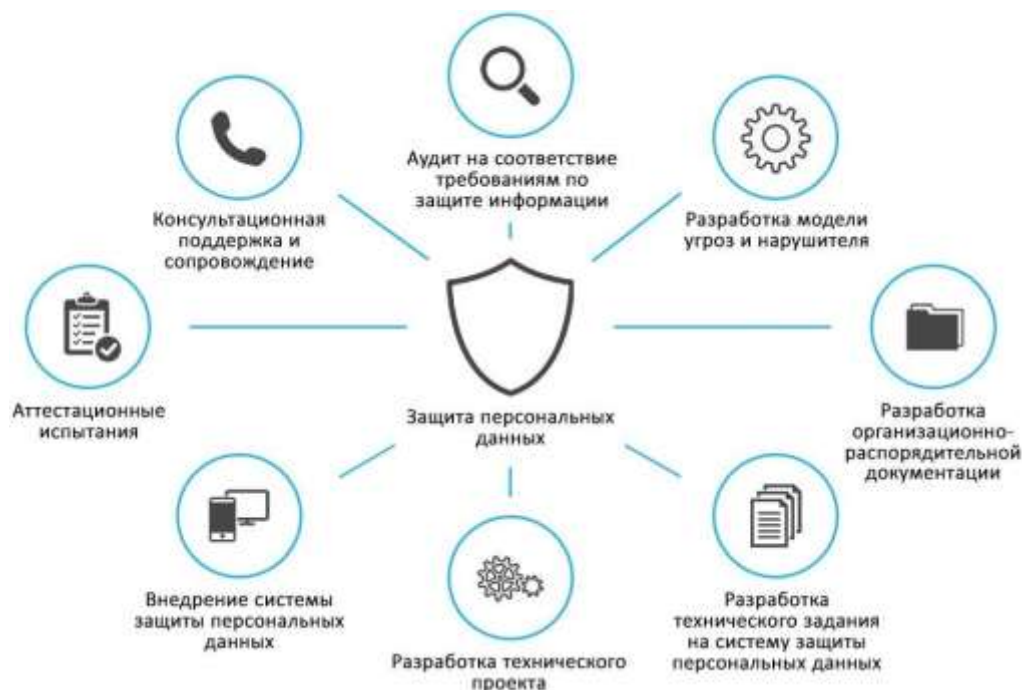 Аудит на соответствие
требованиям по
защите информации
Консультационная
поддержка и
сопровождение
Разработка модели
угроз и нарушителя
Аттестационные
испытания
Защита персональных
данных
Разработка
организационно-
распорядительной
документации
Внедрение системы
защиты персональных
данных
Разработка технического
проекта
Разработка
технического задания
на систему защиты
персональных данных